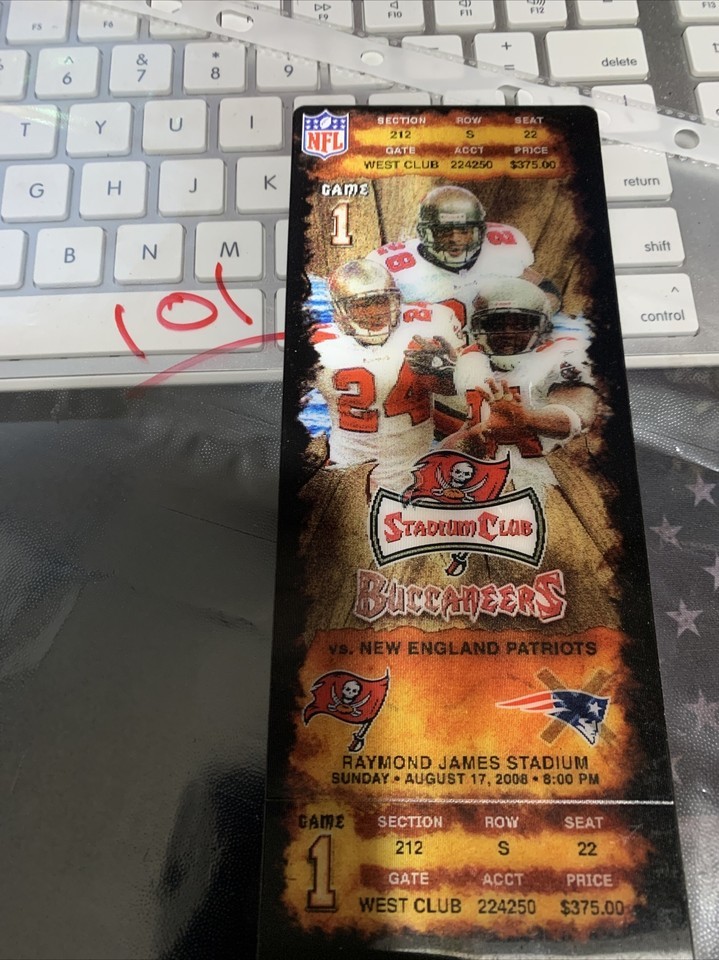 F5 F6 F9 F10 F11 F12 F13
^ & * ( + delete
6 7 8 9 =
T Y U I
G H J K return
B N M shift
^
control
101
NFL
SECTION ROW SEAT
212 S 22
GATE ACCT PRICE
WEST CLUB 224250 $375.00
GAME
1
24
STADIUM CLUB
BUCCANEERS
vs. NEW ENGLAND PATRIOTS
RAYMOND JAMES STADIUM
SUNDAY • AUGUST 17, 2008 • 8:00 PM
GAME
1
SECTION ROW SEAT
212 S 22
GATE ACCT PRICE
WEST CLUB 224250 $375.00